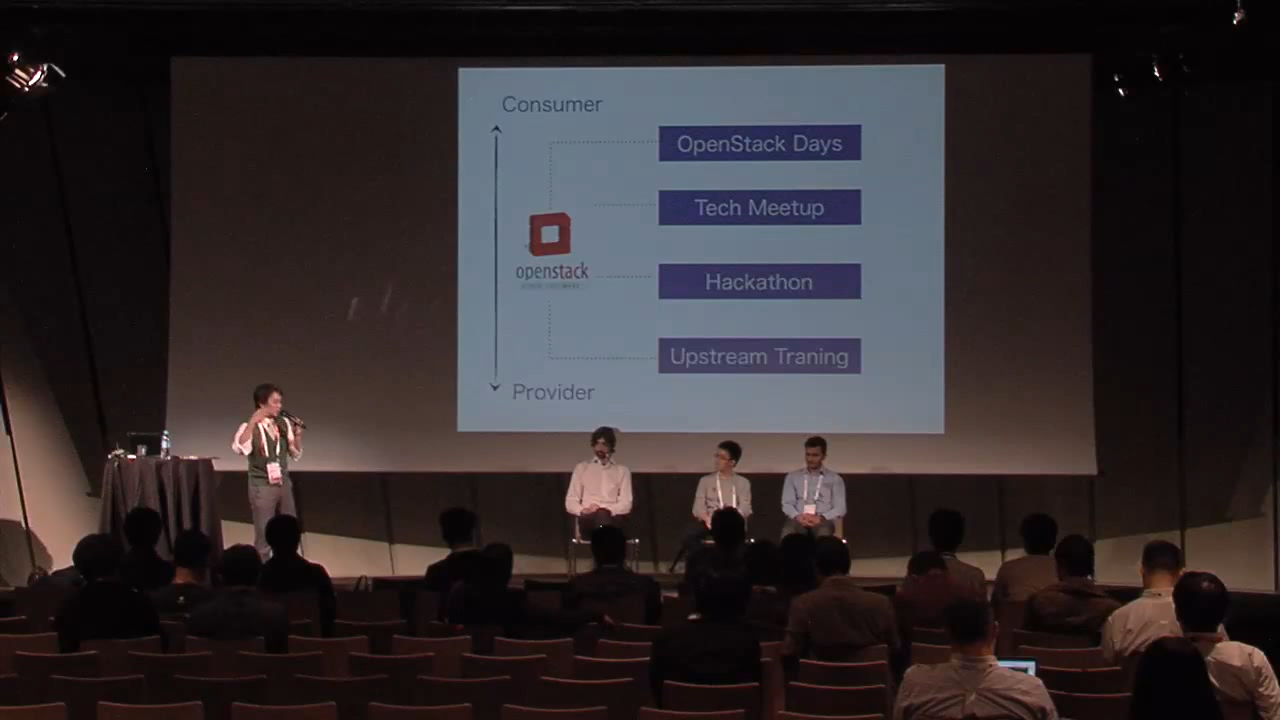 Consumer
OpenStack Days
Tech Meetup
openstack
Hackathon
Upstream Traning
Provider